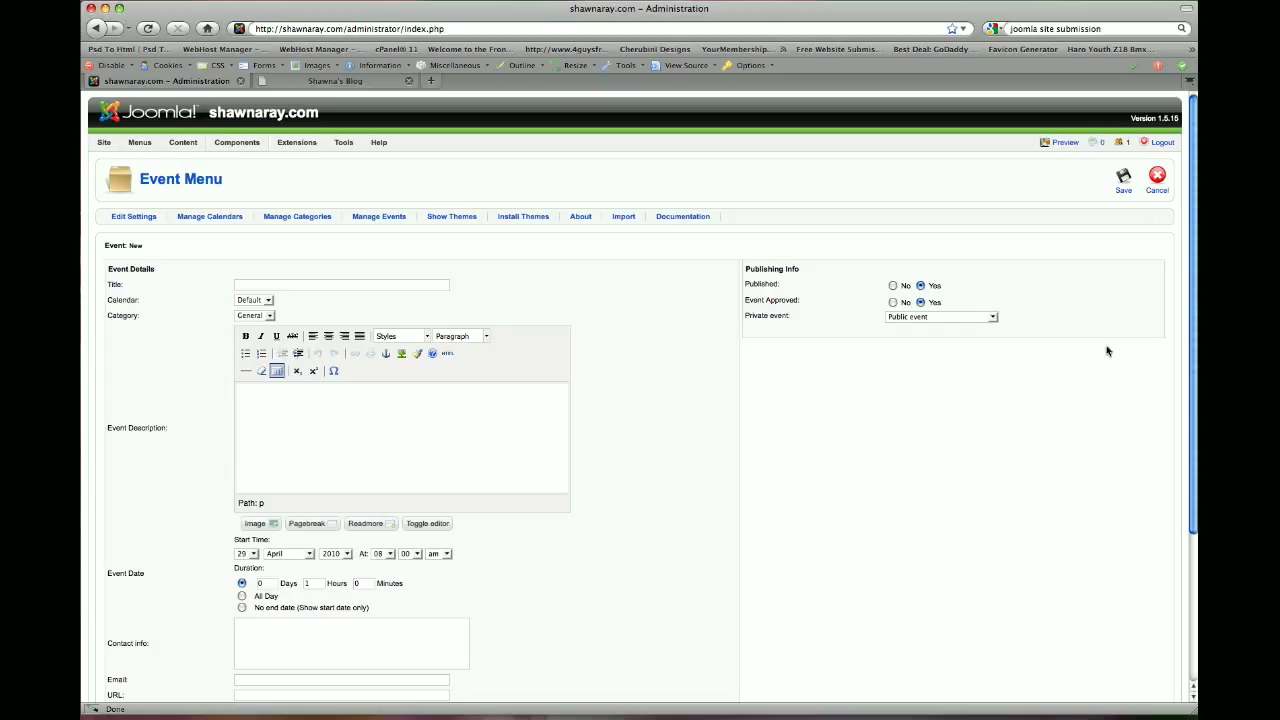 shawnaray.com – Administration
http://shawnaray.com/administrator/index.php
joomla site submission
Psd To Html | Psd T... WebHost Manager – ... WebHost Manager – ... cPanel® 11 Welcome to the Fron... http://www.4guysfr... Cherubini Designs YourMembership.... Free Website Submis... Best Deal: GoDaddy ... Favicon Generator Haro Youth Z18 Bmx... »
Disable Cookies CSS Forms Images Information Miscellaneous Outline Resize Tools View Source Options
shawnaray.com – Administration Shawna's Blog +
Joomla! shawnaray.com
Version 1.5.15
Site Menus Content Components Extensions Tools Help Preview 0 1 Logout
Event Menu
Save Cancel
Edit Settings Manage Calendars Manage Categories Manage Events Show Themes Install Themes About Import Documentation
Event: New
Event Details
Title:
Calendar: Default
Category: General
B I U ABC Styles Paragraph
HTML
Event Description:
Path: p
Image Pagebreak Readmore Toggle editor
Start Time:
29 April 2010 At: 08 00 am
Event Date
Duration:
0 Days 1 Hours 0 Minutes
All Day
No end date (Show start date only)
Contact info:
Email:
URL:
Publishing Info
Published: No Yes
Event Approved: No Yes
Private event: Public event
Done